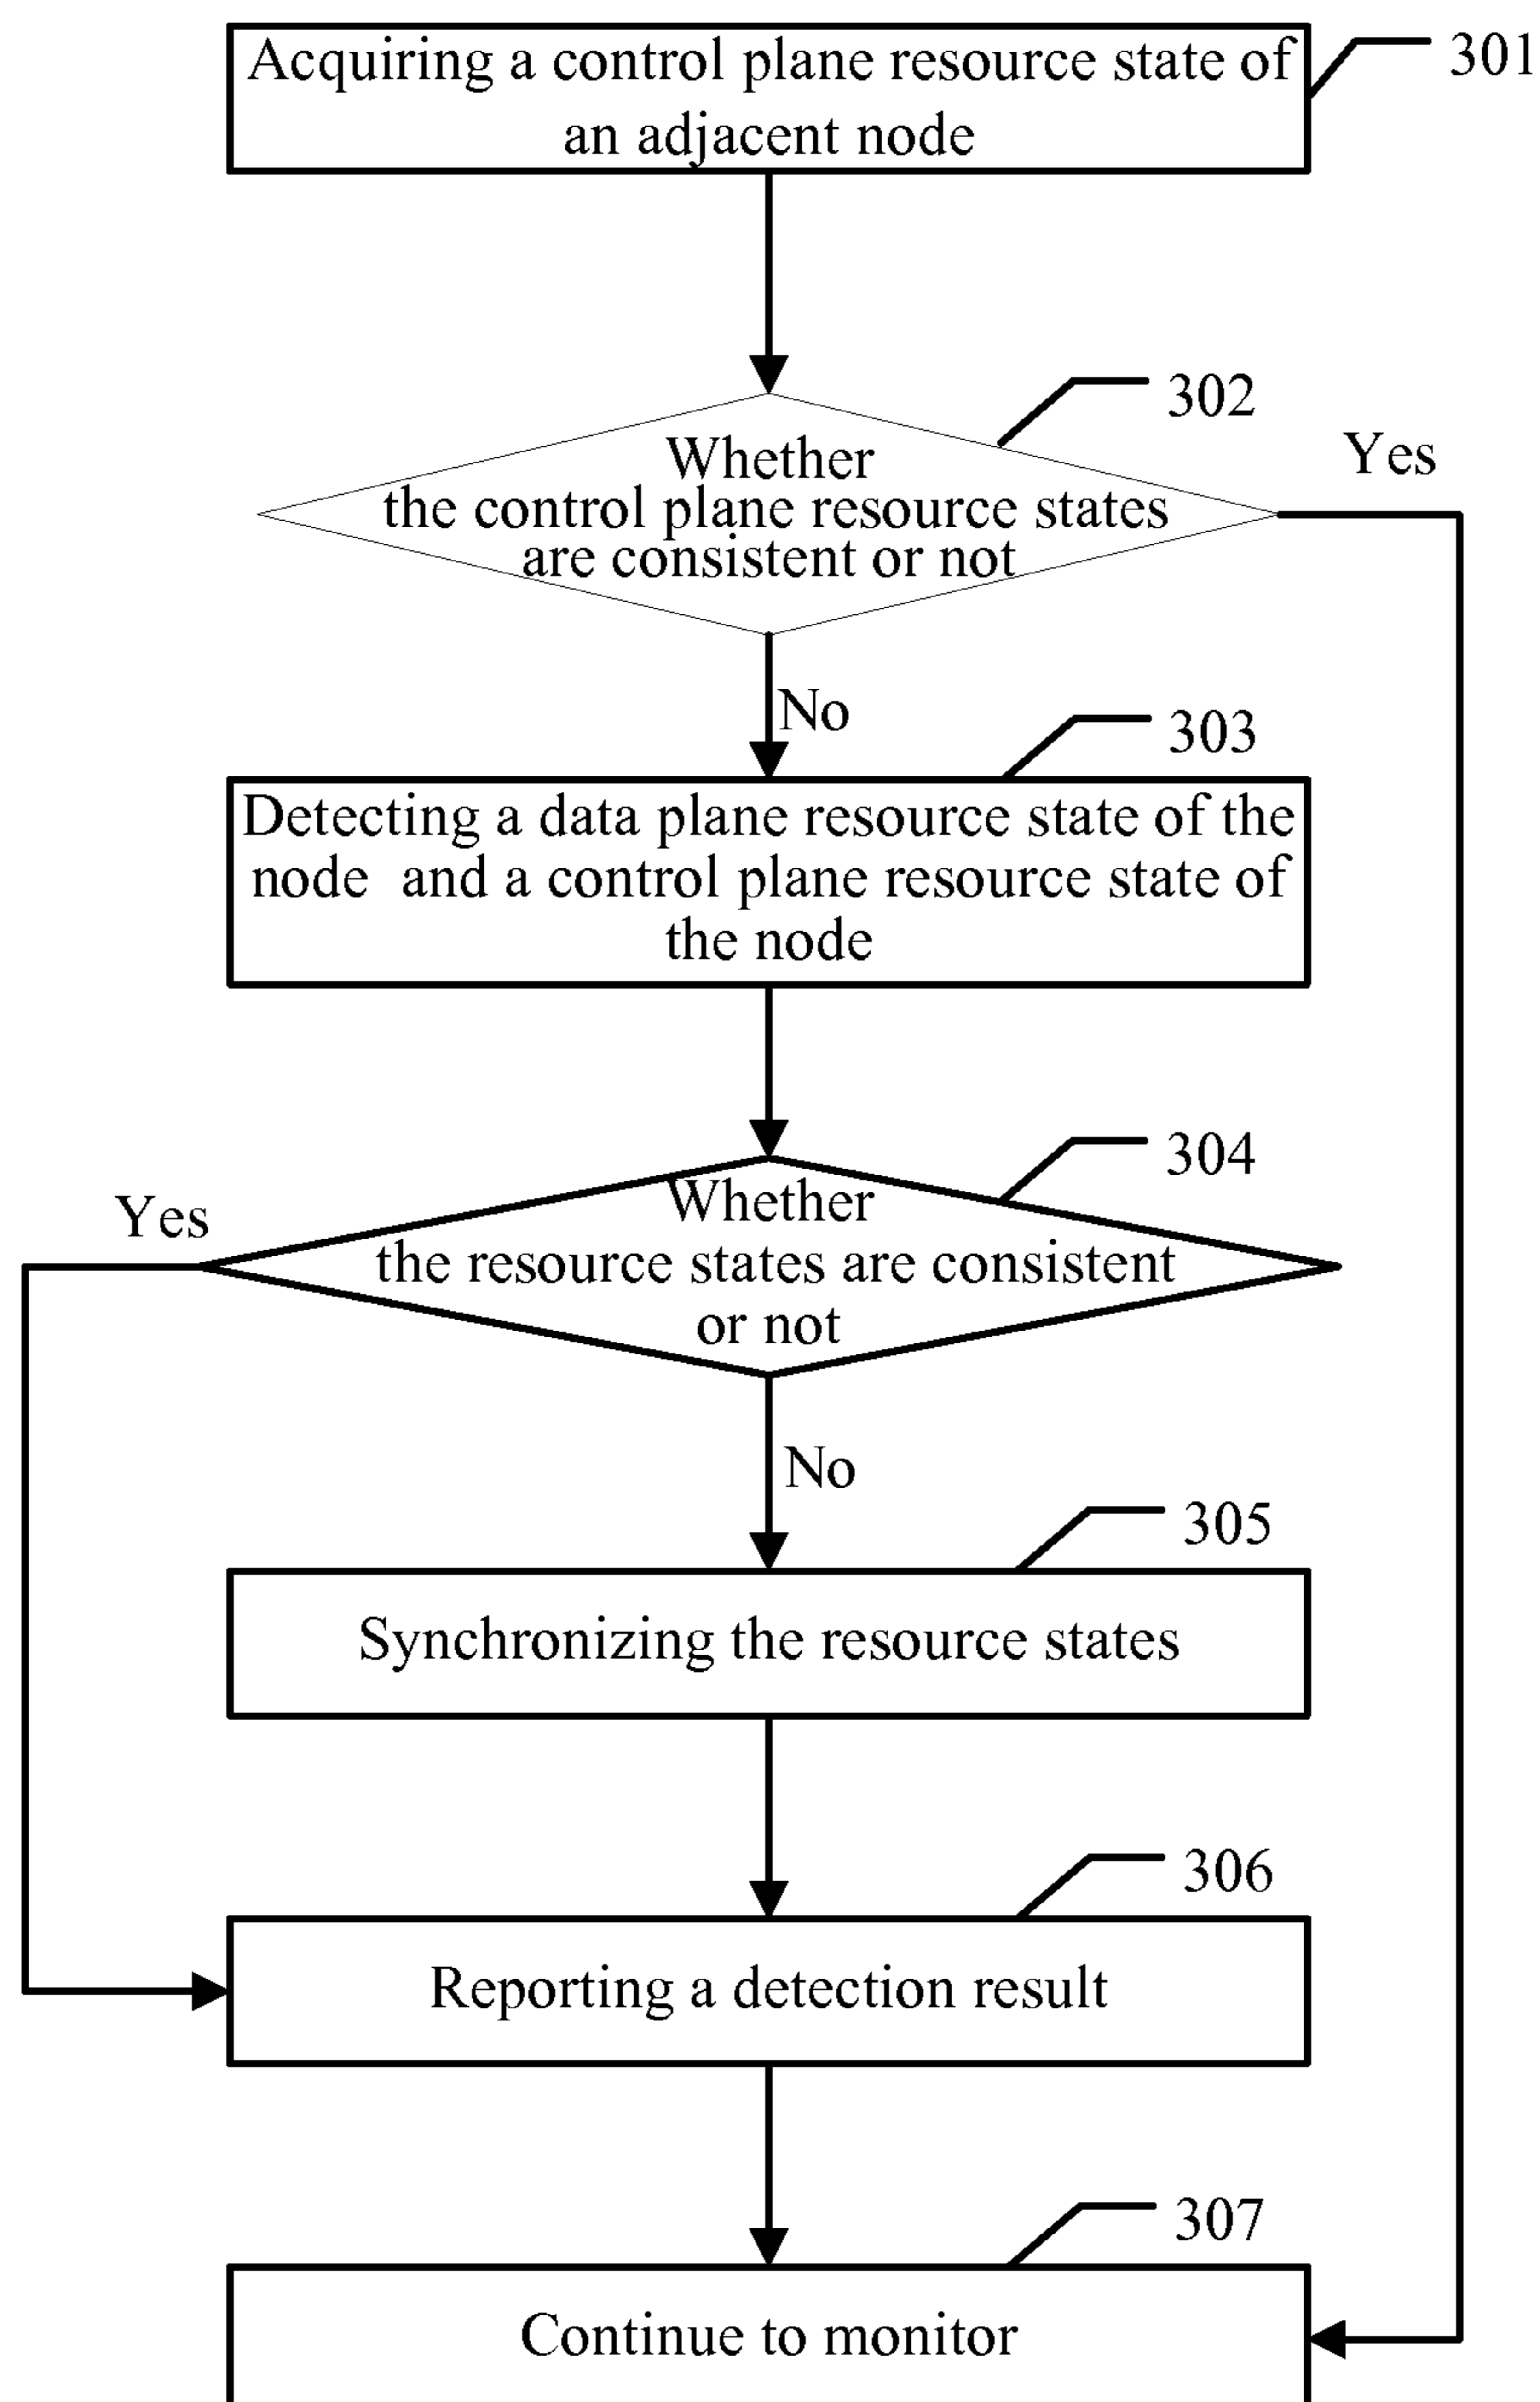 Acquiring a control plane resource state of
an adjacent node
301
302
Whether
the control plane resource states
are consistent or not
Yes
No
303
Detecting a data plane resource state of the
node and a control plane resource state of
the node
304
Yes
Whether
the resource states are consistent
or not
No
305
Synchronizing the resource states
306
Reporting a detection result
307
Continue to monitor